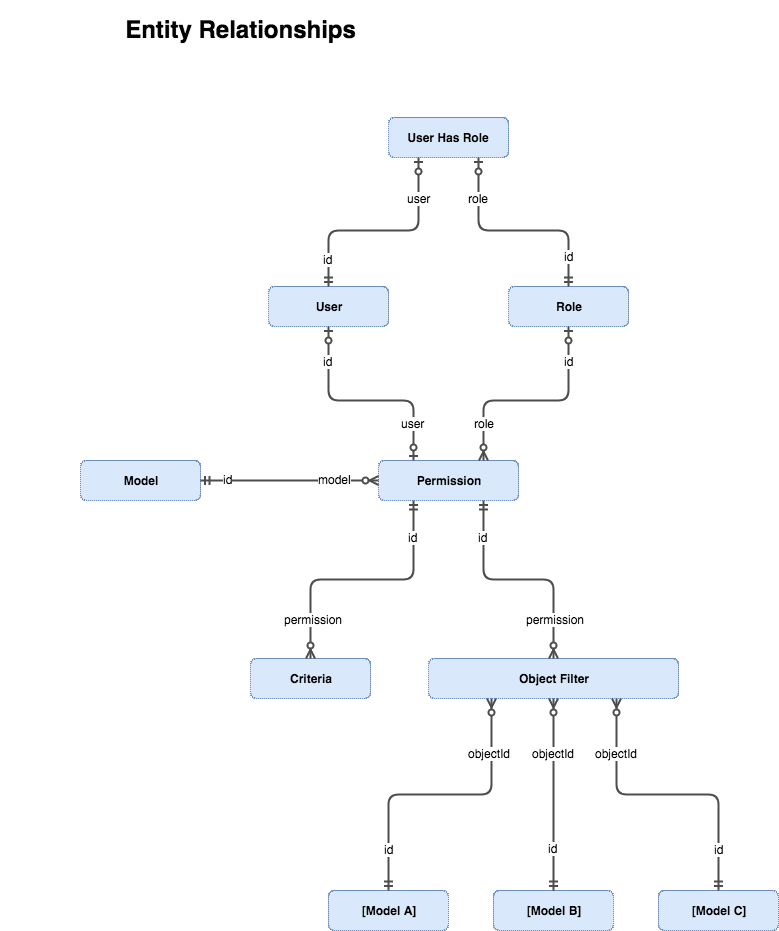 Entity Relationships
User Has Role
user
role
id
id
User
Role
id
id
user
role
Model
id
model
Permission
id
id
permission
permission
Criteria
Object Filter
objectId
objectId
objectId
id
id
id
[Model A]
[Model B]
[Model C]